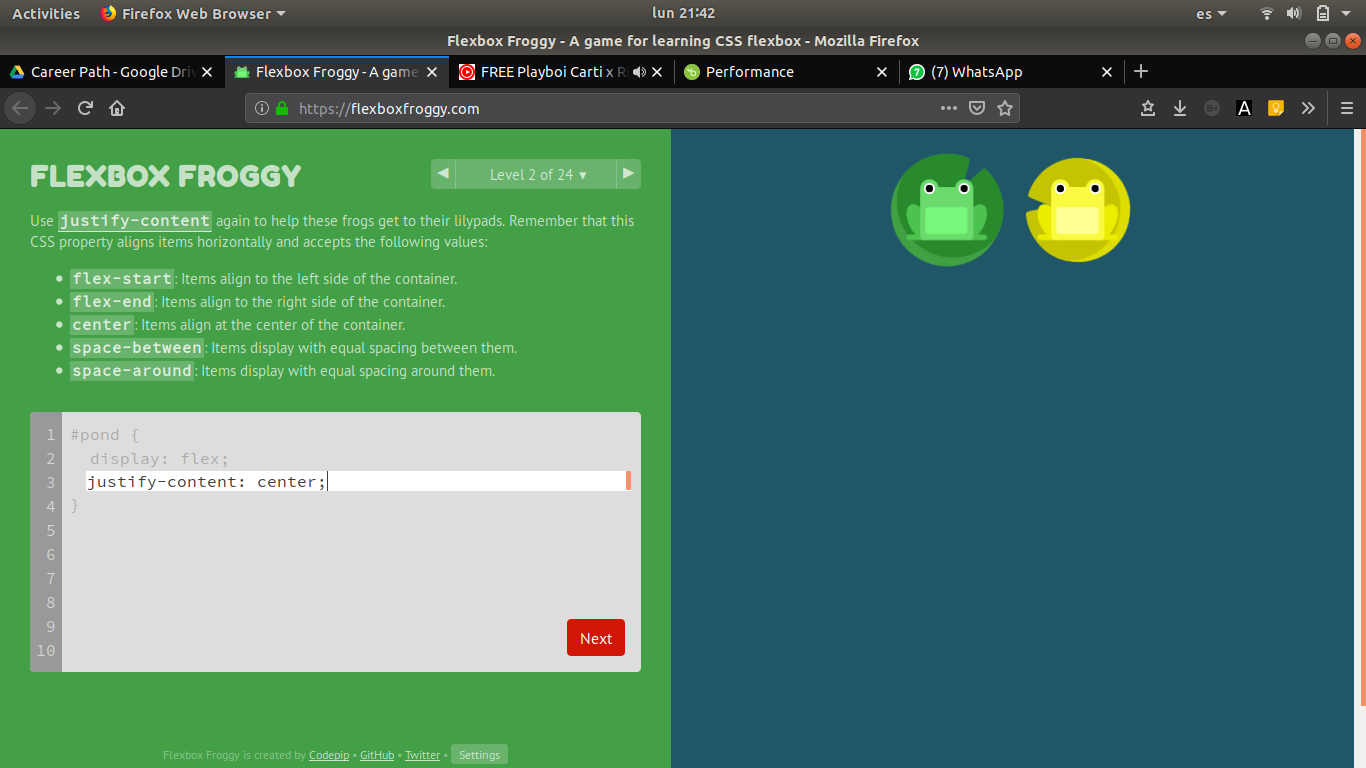 Activities Firefox Web Browser lun 21:42 es
Flexbox Froggy - A game for learning CSS flexbox - Mozilla Firefox
Career Path - Google Dri Flexbox Froggy - A game FREE Playboi Carti x R Performance (7) WhatsApp
https://flexboxfroggy.com
FLEXBOX FROGGY
Level 2 of 24 ▾
Use justify-content again to help these frogs get to their lilypads. Remember that this
CSS property aligns items horizontally and accepts the following values:
• flex-start: Items align to the left side of the container.
• flex-end: Items align to the right side of the container.
• center: Items align at the center of the container.
• space-between: Items display with equal spacing between them.
• space-around: Items display with equal spacing around them.
1 #pond {
2 display: flex;
3 justify-content: center;
4 }
5
6
7
8
9
10
Next
Flexbox Froggy is created by Codepip • GitHub • Twitter • Settings